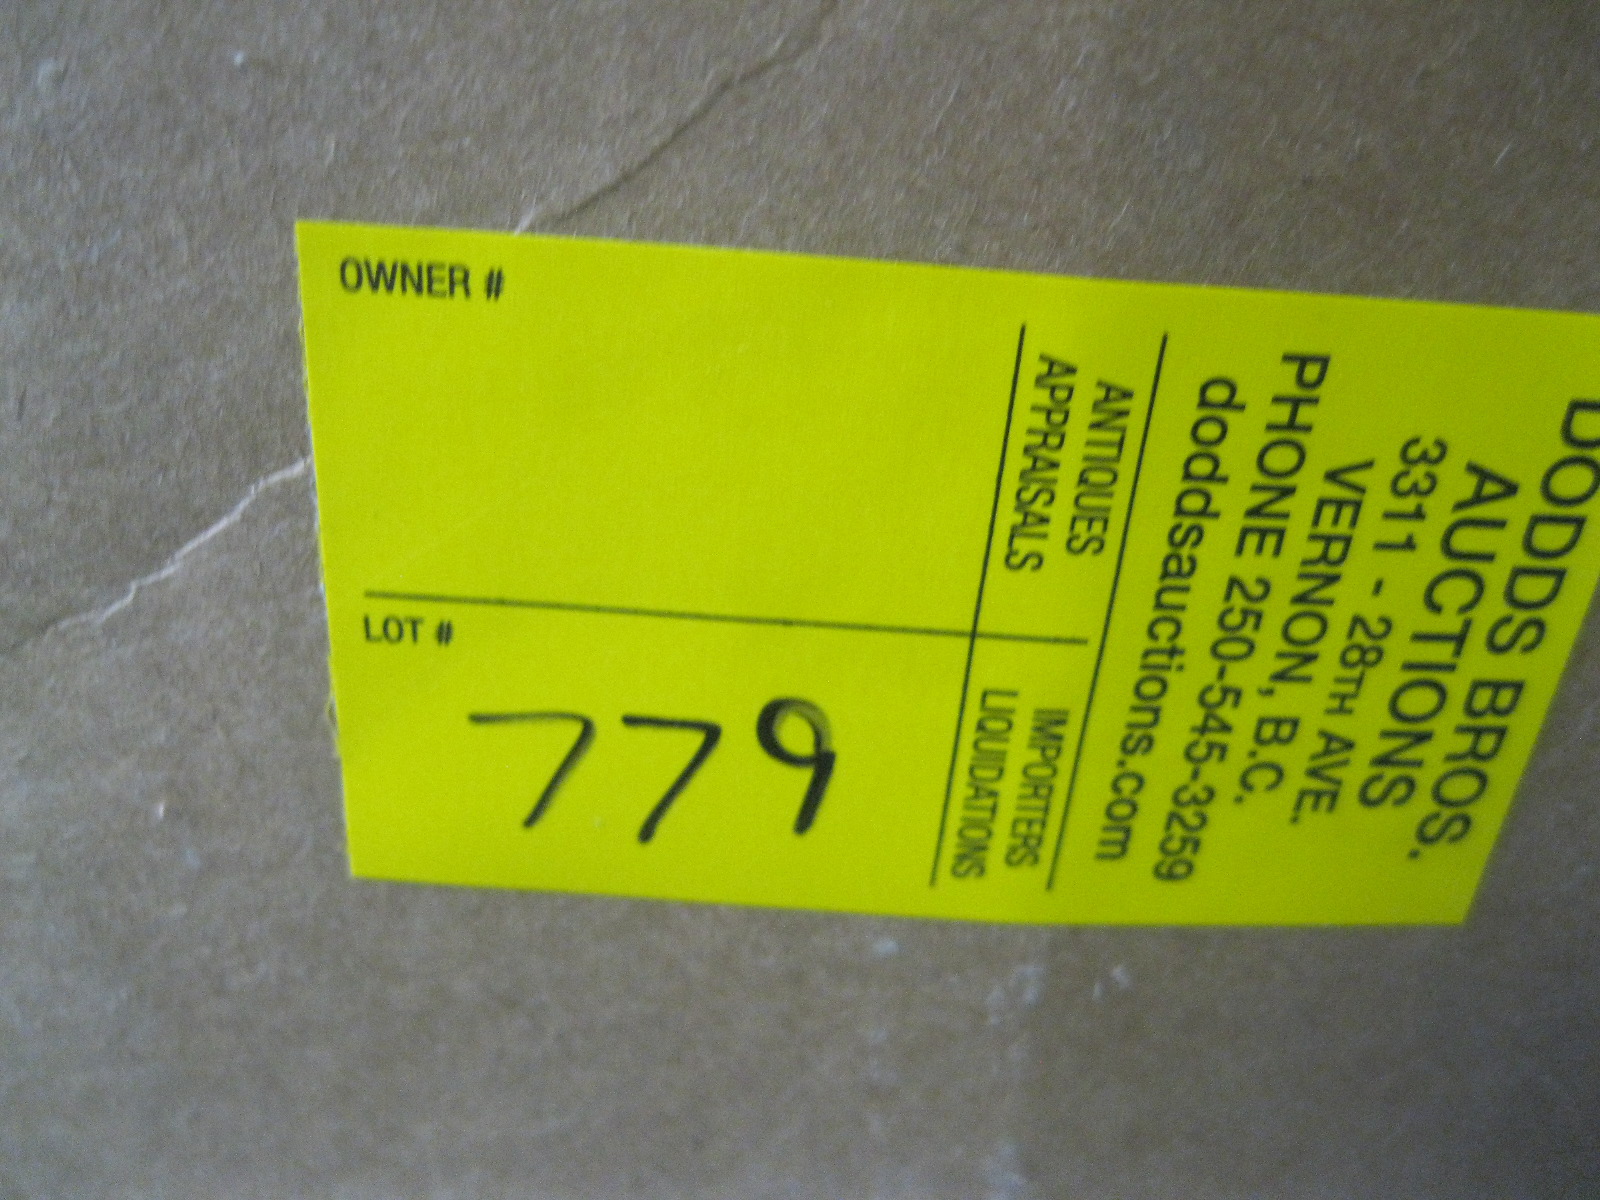 OWNER #
LOT #
779
DODDS BROS.
AUCTIONS
3311 - 28TH AVE.
VERNON, B.C.
PHONE 250-545-3259
doddsauctions.com
ANTIQUES IMPORTERS
APPRAISALS LIQUIDATIONS